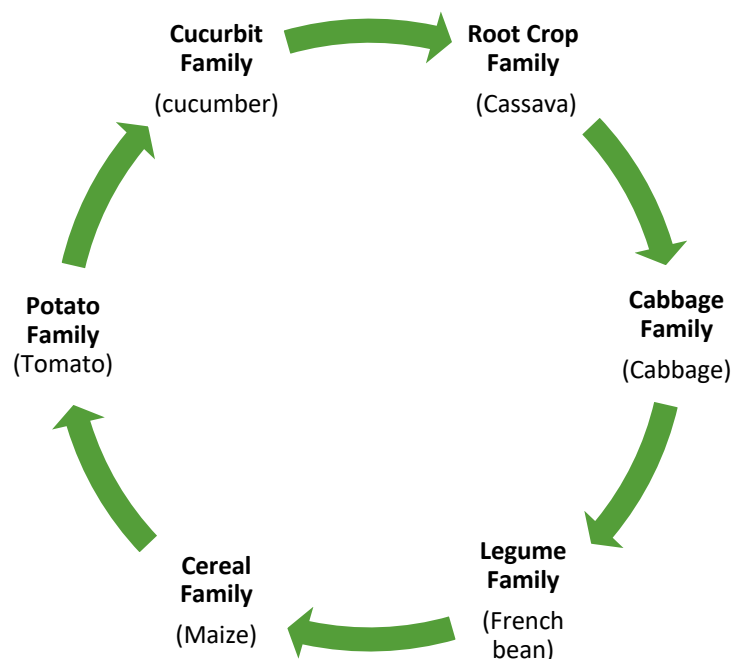 Cucurbit
Family
(cucumber)
Root Crop
Family
(Cassava)
Cabbage
Family
(Cabbage)
Legume
Family
(French
bean)
Cereal
Family
(Maize)
Potato
Family
(Tomato)